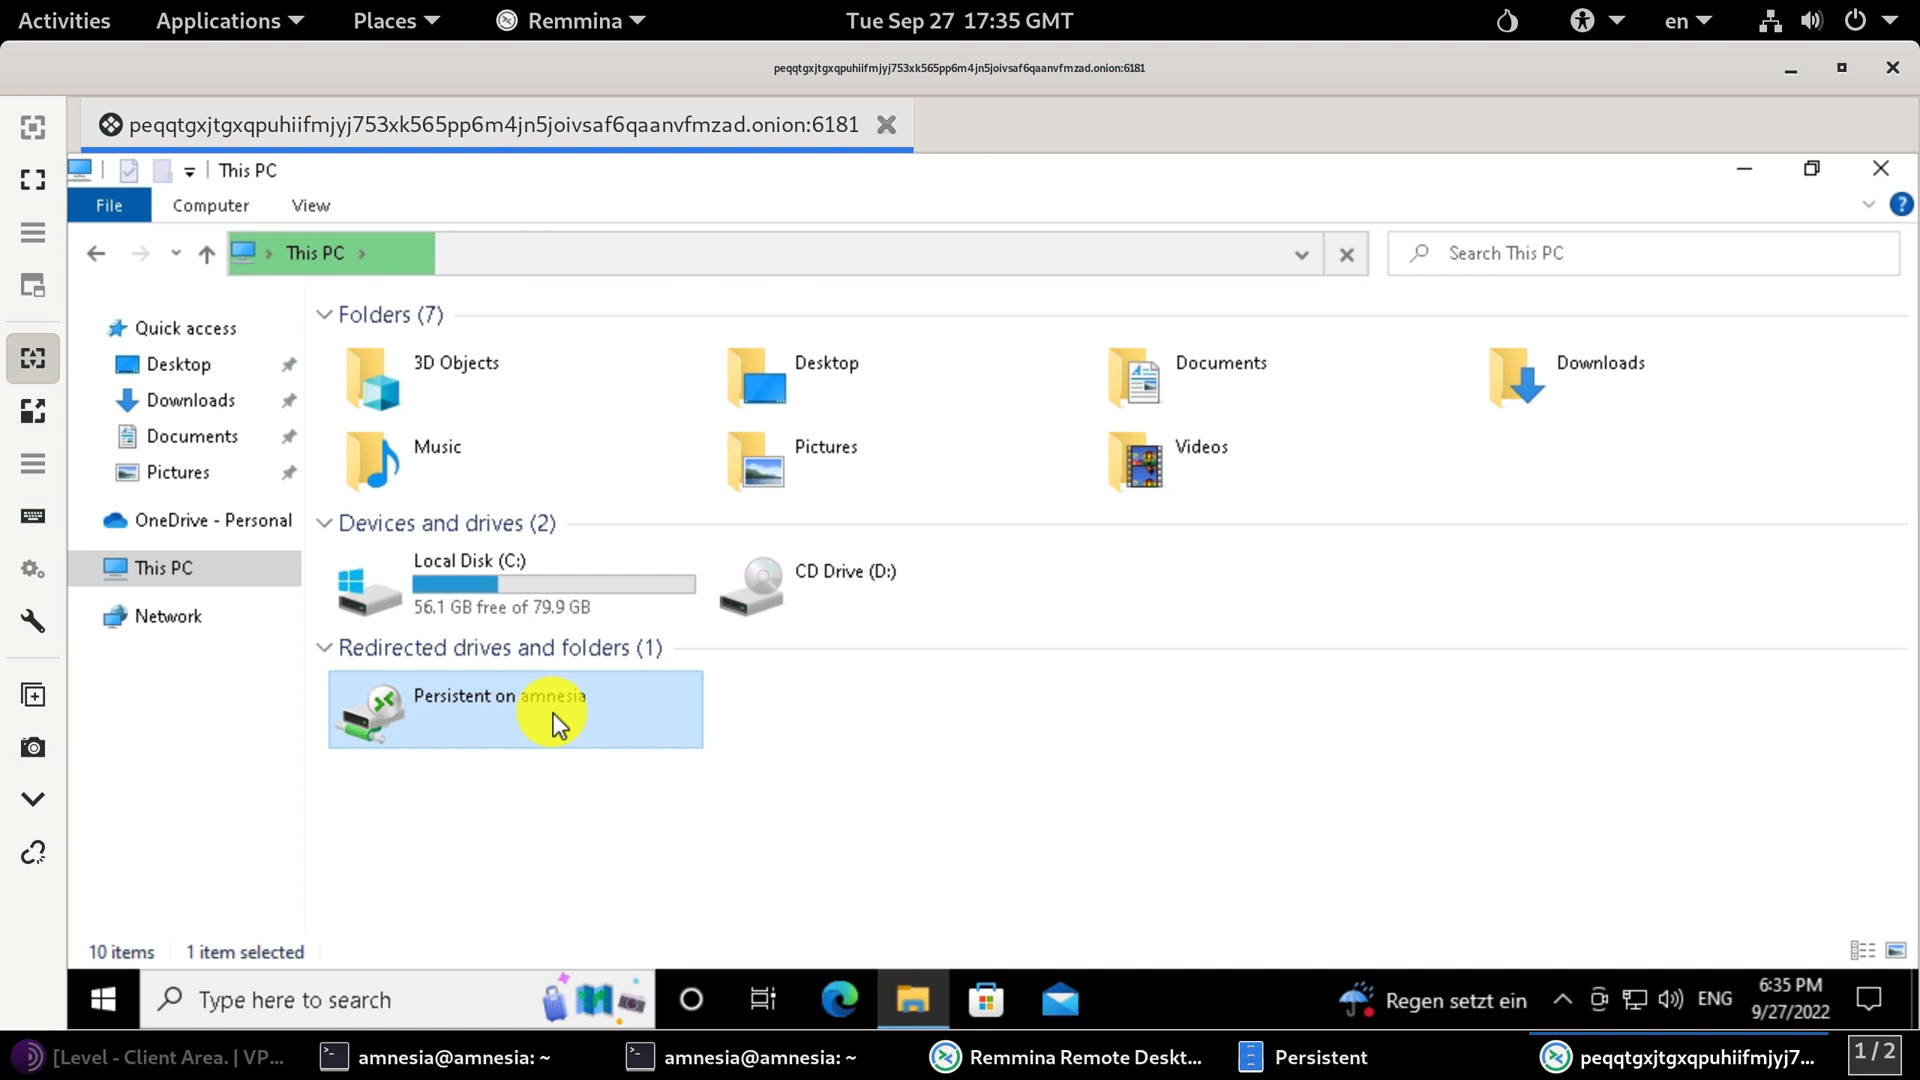 Activities Applications Places Remmina Tue Sep 27 17:35 GMT en
peqqtgxjtgxqpuhiifmjyj753xk565pp6m4jn5joivsaf6qaanvfmzad.onion:6181
peqqtgxjtgxqpuhiifmjyj753xk565pp6m4jn5joivsaf6qaanvfmzad.onion:6181
This PC
File Computer View
This PC Search This PC
Quick access
Desktop
Downloads
Documents
Pictures
OneDrive - Personal
This PC
Network
Folders (7)
3D Objects Desktop Documents Downloads
Music Pictures Videos
Devices and drives (2)
Local Disk (C:) CD Drive (D:)
56.1 GB free of 79.9 GB
Redirected drives and folders (1)
Persistent on amnesia
10 items 1 item selected
Type here to search Regen setzt ein ENG 6:35 PM
9/27/2022
[Level - Client Area. | VP... amnesia@amnesia: ~ amnesia@amnesia: ~ Remmina Remote Deskt... Persistent peqqtgxjtgxqpuhiifmjyj7... 1 / 2